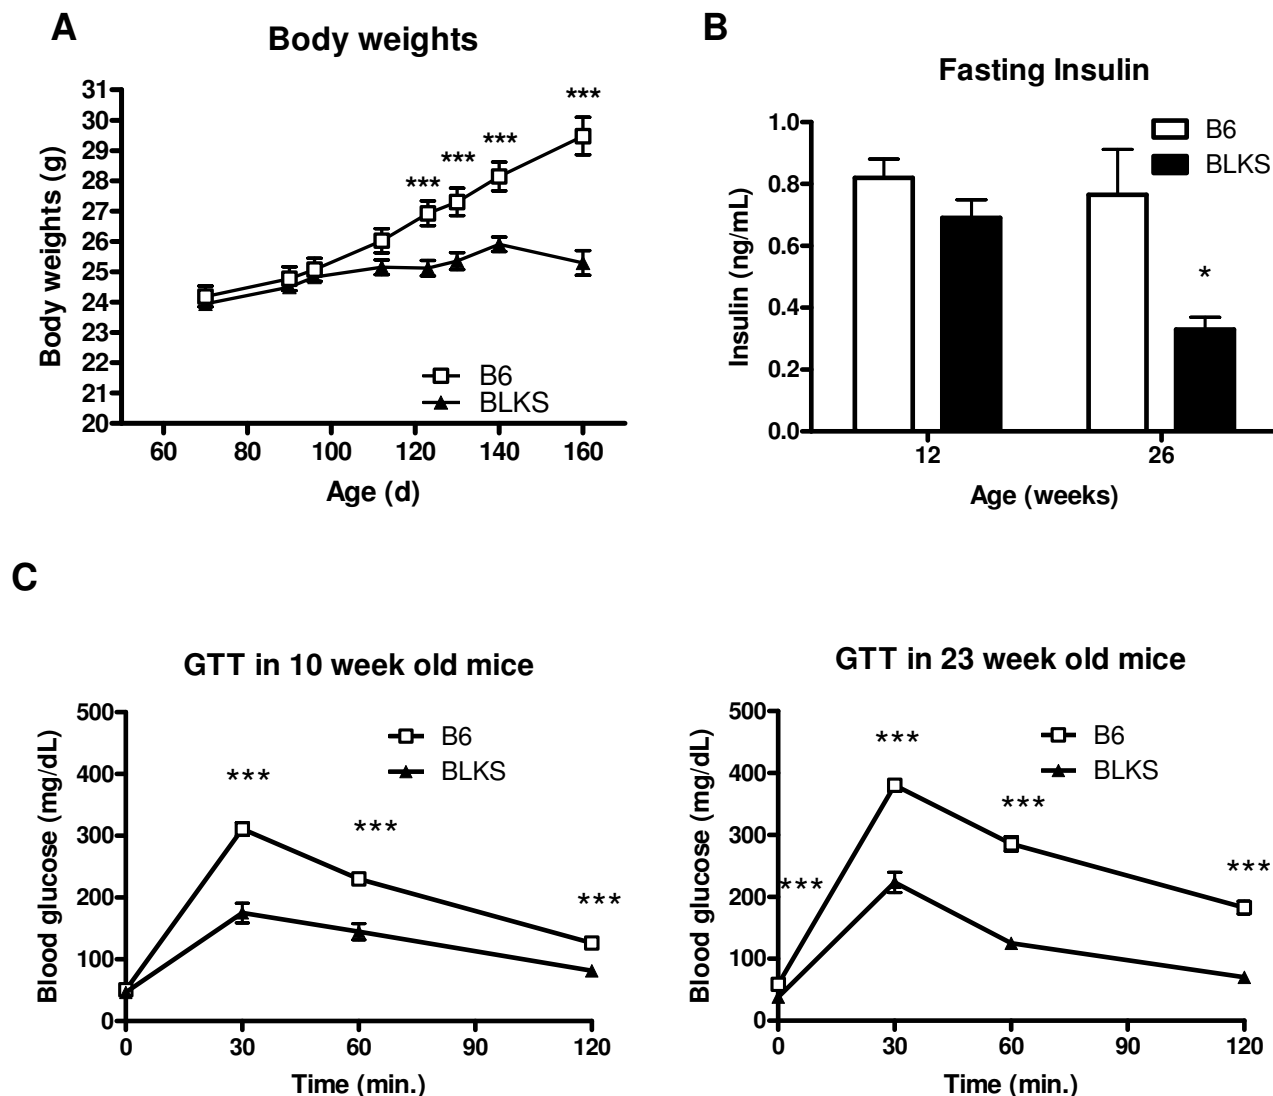 A
Body weights
***
***
***
***
31
30
29
28
27
26
25
24
23
22
21
20
Body weights (g)
B6
BLKS
60 80 100 120 140 160
Age (d)
B
Fasting Insulin
B6
BLKS
1.0
0.8
0.6
0.4
0.2
0.0
Insulin (ng/mL)
*
12 26
Age (weeks)
C
GTT in 10 week old mice
500
400
300
200
100
0
Blood glucose (mg/dL)
B6
BLKS
***
***
***
0 30 60 90 120
Time (min.)
GTT in 23 week old mice
500
400
300
200
100
0
Blood glucose (mg/dL)
B6
BLKS
***
***
***
***
0 30 60 90 120
Time (min.)